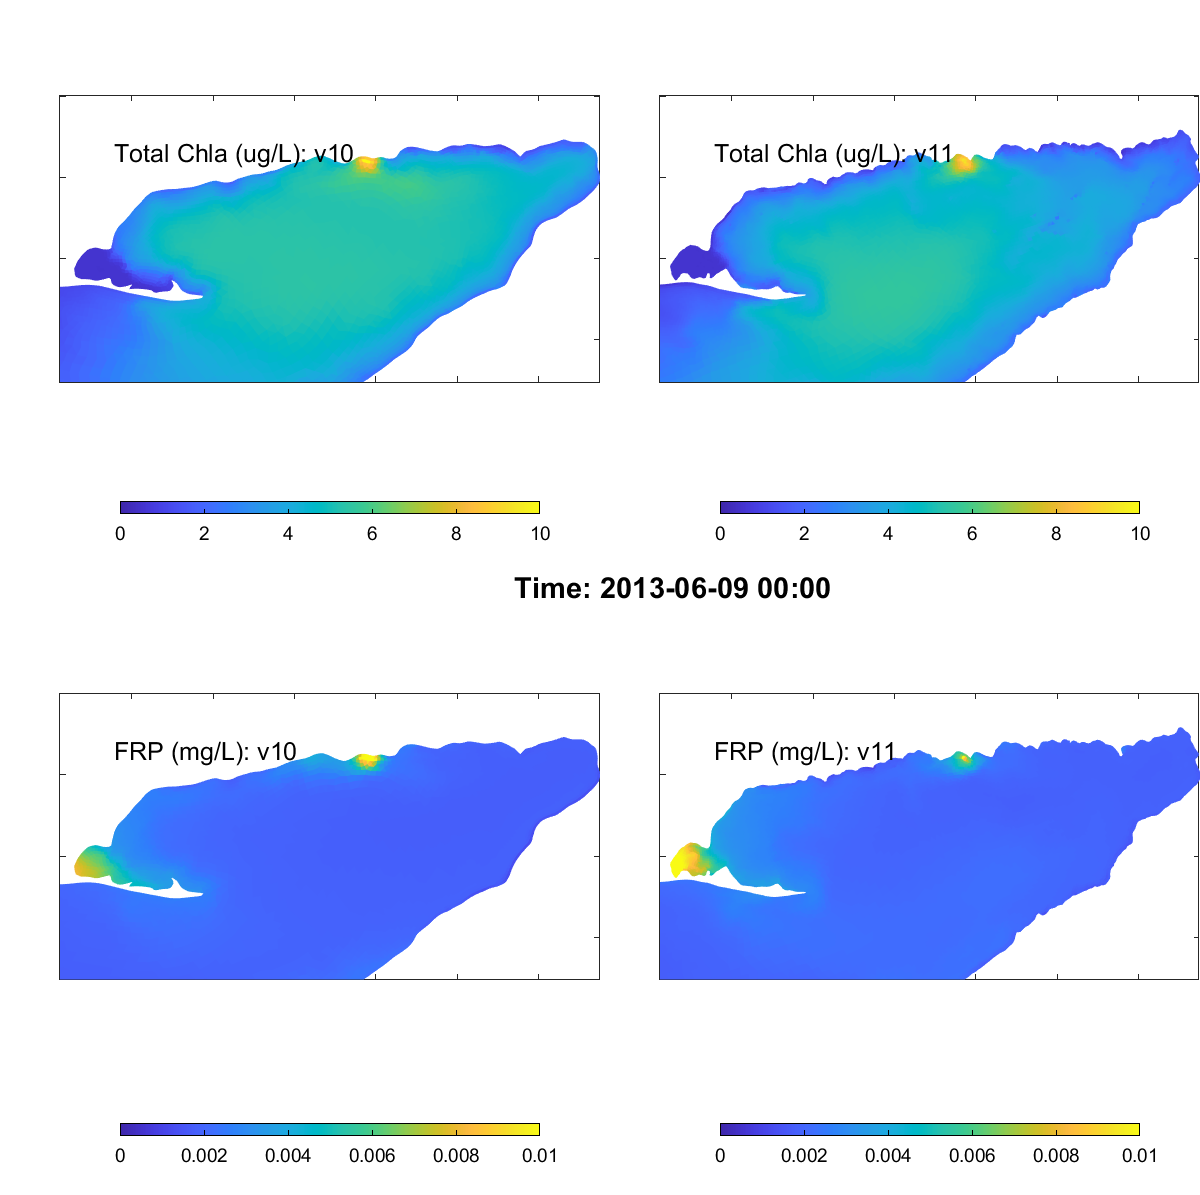 Total Chla (ug/L): v10
Total Chla (ug/L): v11
0 2 4 6 8 10
0 2 4 6 8 10
Time: 2013-06-09 00:00
FRP (mg/L): v10
FRP (mg/L): v11
0 0.002 0.004 0.006 0.008 0.01
0 0.002 0.004 0.006 0.008 0.01